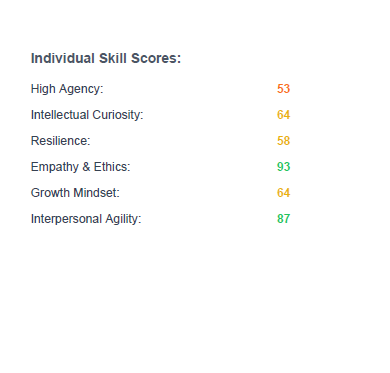 Individual Skill Scores:
High Agency: 53
Intellectual Curiosity: 64
Resilience: 58
Empathy & Ethics: 93
Growth Mindset: 64
Interpersonal Agility: 87